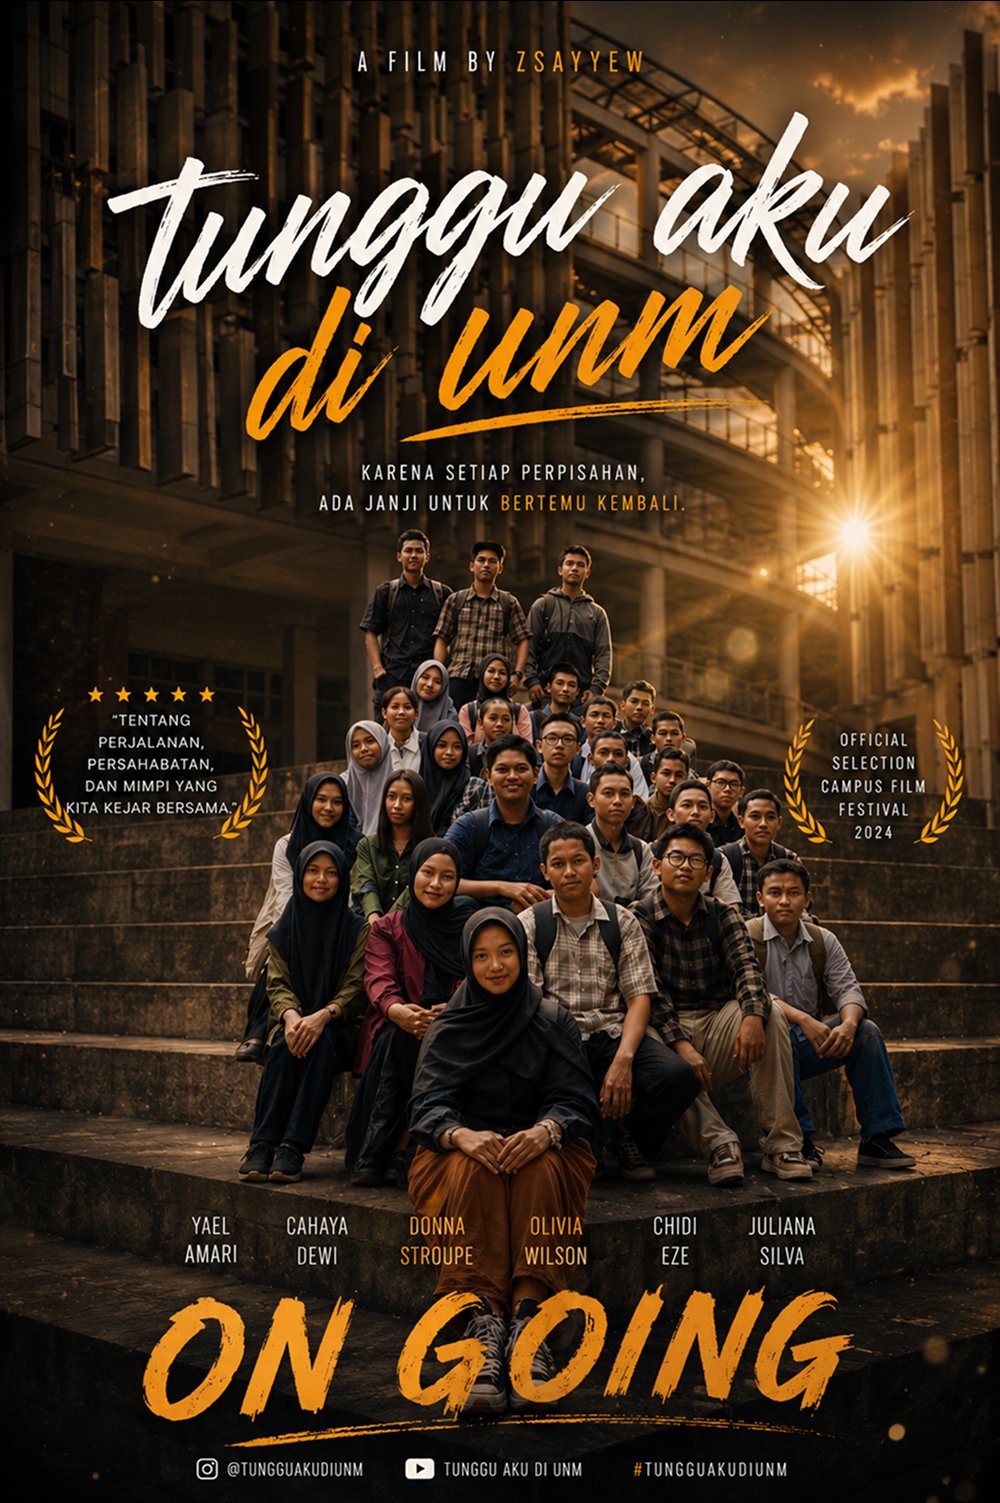 A FILM BY ZSAYYEW
tunggu aku
di unm
KARENA SETIAP PERPISAHAN,
ADA JANJI UNTUK BERTEMU KEMBALI.
"TENTANG
PERJALANAN,
PERSAHABATAN,
DAN MIMPI YANG
KITA KEJAR BERSAMA."
OFFICIAL
SELECTION
CAMPUS FILM
FESTIVAL
2024
YAEL AMARI
CAHAYA DEWI
DONNA STROUPE
OLIVIA WILSON
CHIDI EZE
JULIANA SILVA
ON GOING
@TUNGGUAKUDIUNM
TUNGGU AKU DI UNM
#TUNGGUAKUDIUNM